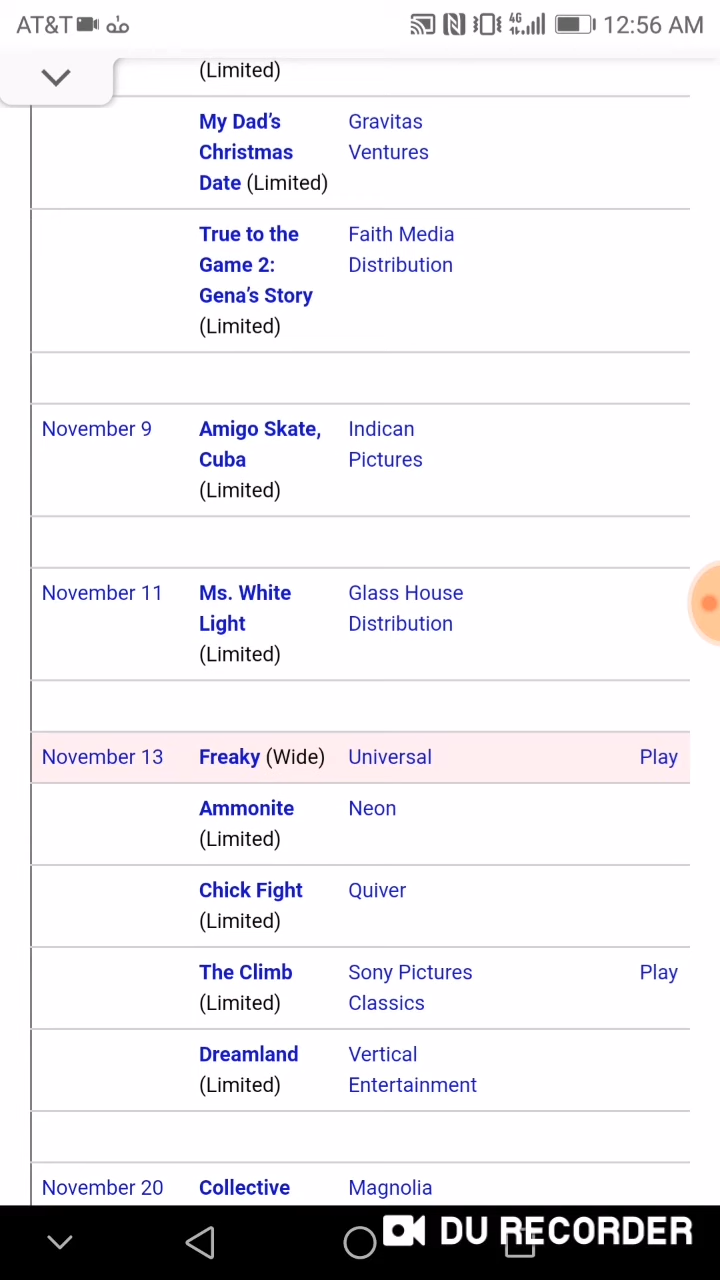 AT&T 4G 12:56 AM
(Limited)
My Dad’s Gravitas
Christmas Ventures
Date (Limited)
True to the Faith Media
Game 2: Distribution
Gena’s Story
(Limited)
November 9 Amigo Skate, Indican
Cuba Pictures
(Limited)
November 11 Ms. White Glass House
Light Distribution
(Limited)
November 13 Freaky (Wide) Universal Play
Ammonite Neon
(Limited)
Chick Fight Quiver
(Limited)
The Climb Sony Pictures Play
(Limited) Classics
Dreamland Vertical
(Limited) Entertainment
November 20 Collective Magnolia
DU RECORDER